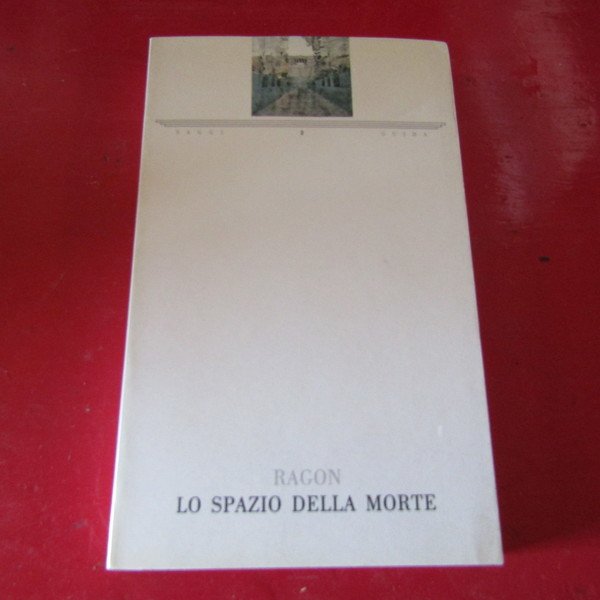 SAGGI 2 GUIDA
RAGON
LO SPAZIO DELLA MORTE